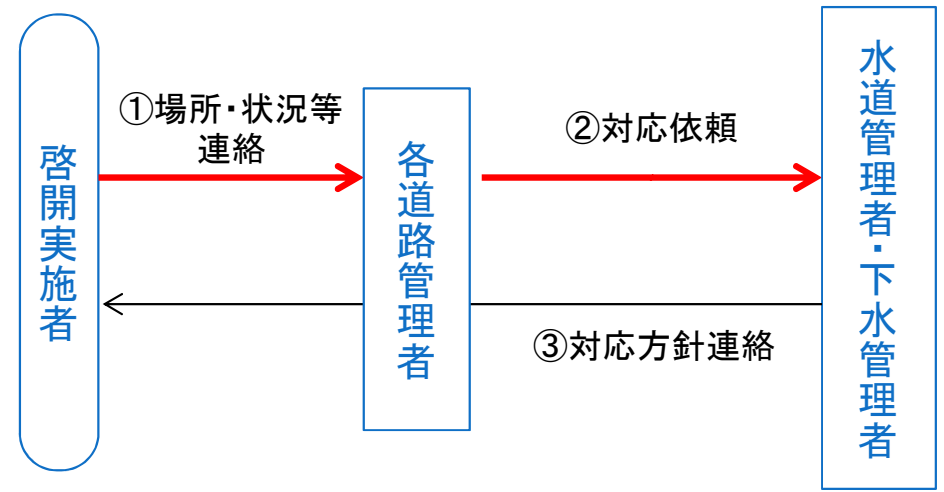 啓開実施者
①場所・状況等
連絡
各道路管理者
②対応依頼
③対応方針連絡
水道管理者・下水管理者